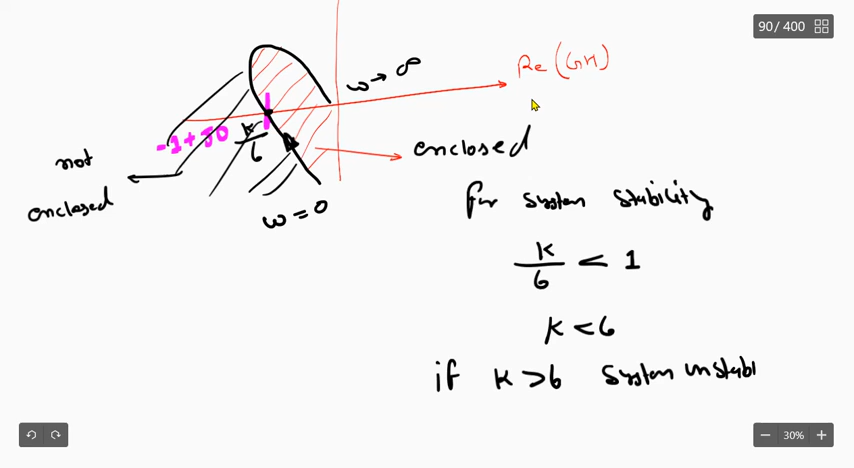 90 / 400
Re (GH)
ω → ∞
-1 + J0
K/6
not
enclosed
enclosed
ω = 0
for system stability
K/6 < 1
K < 6
if K > 6 System unstabl
30%